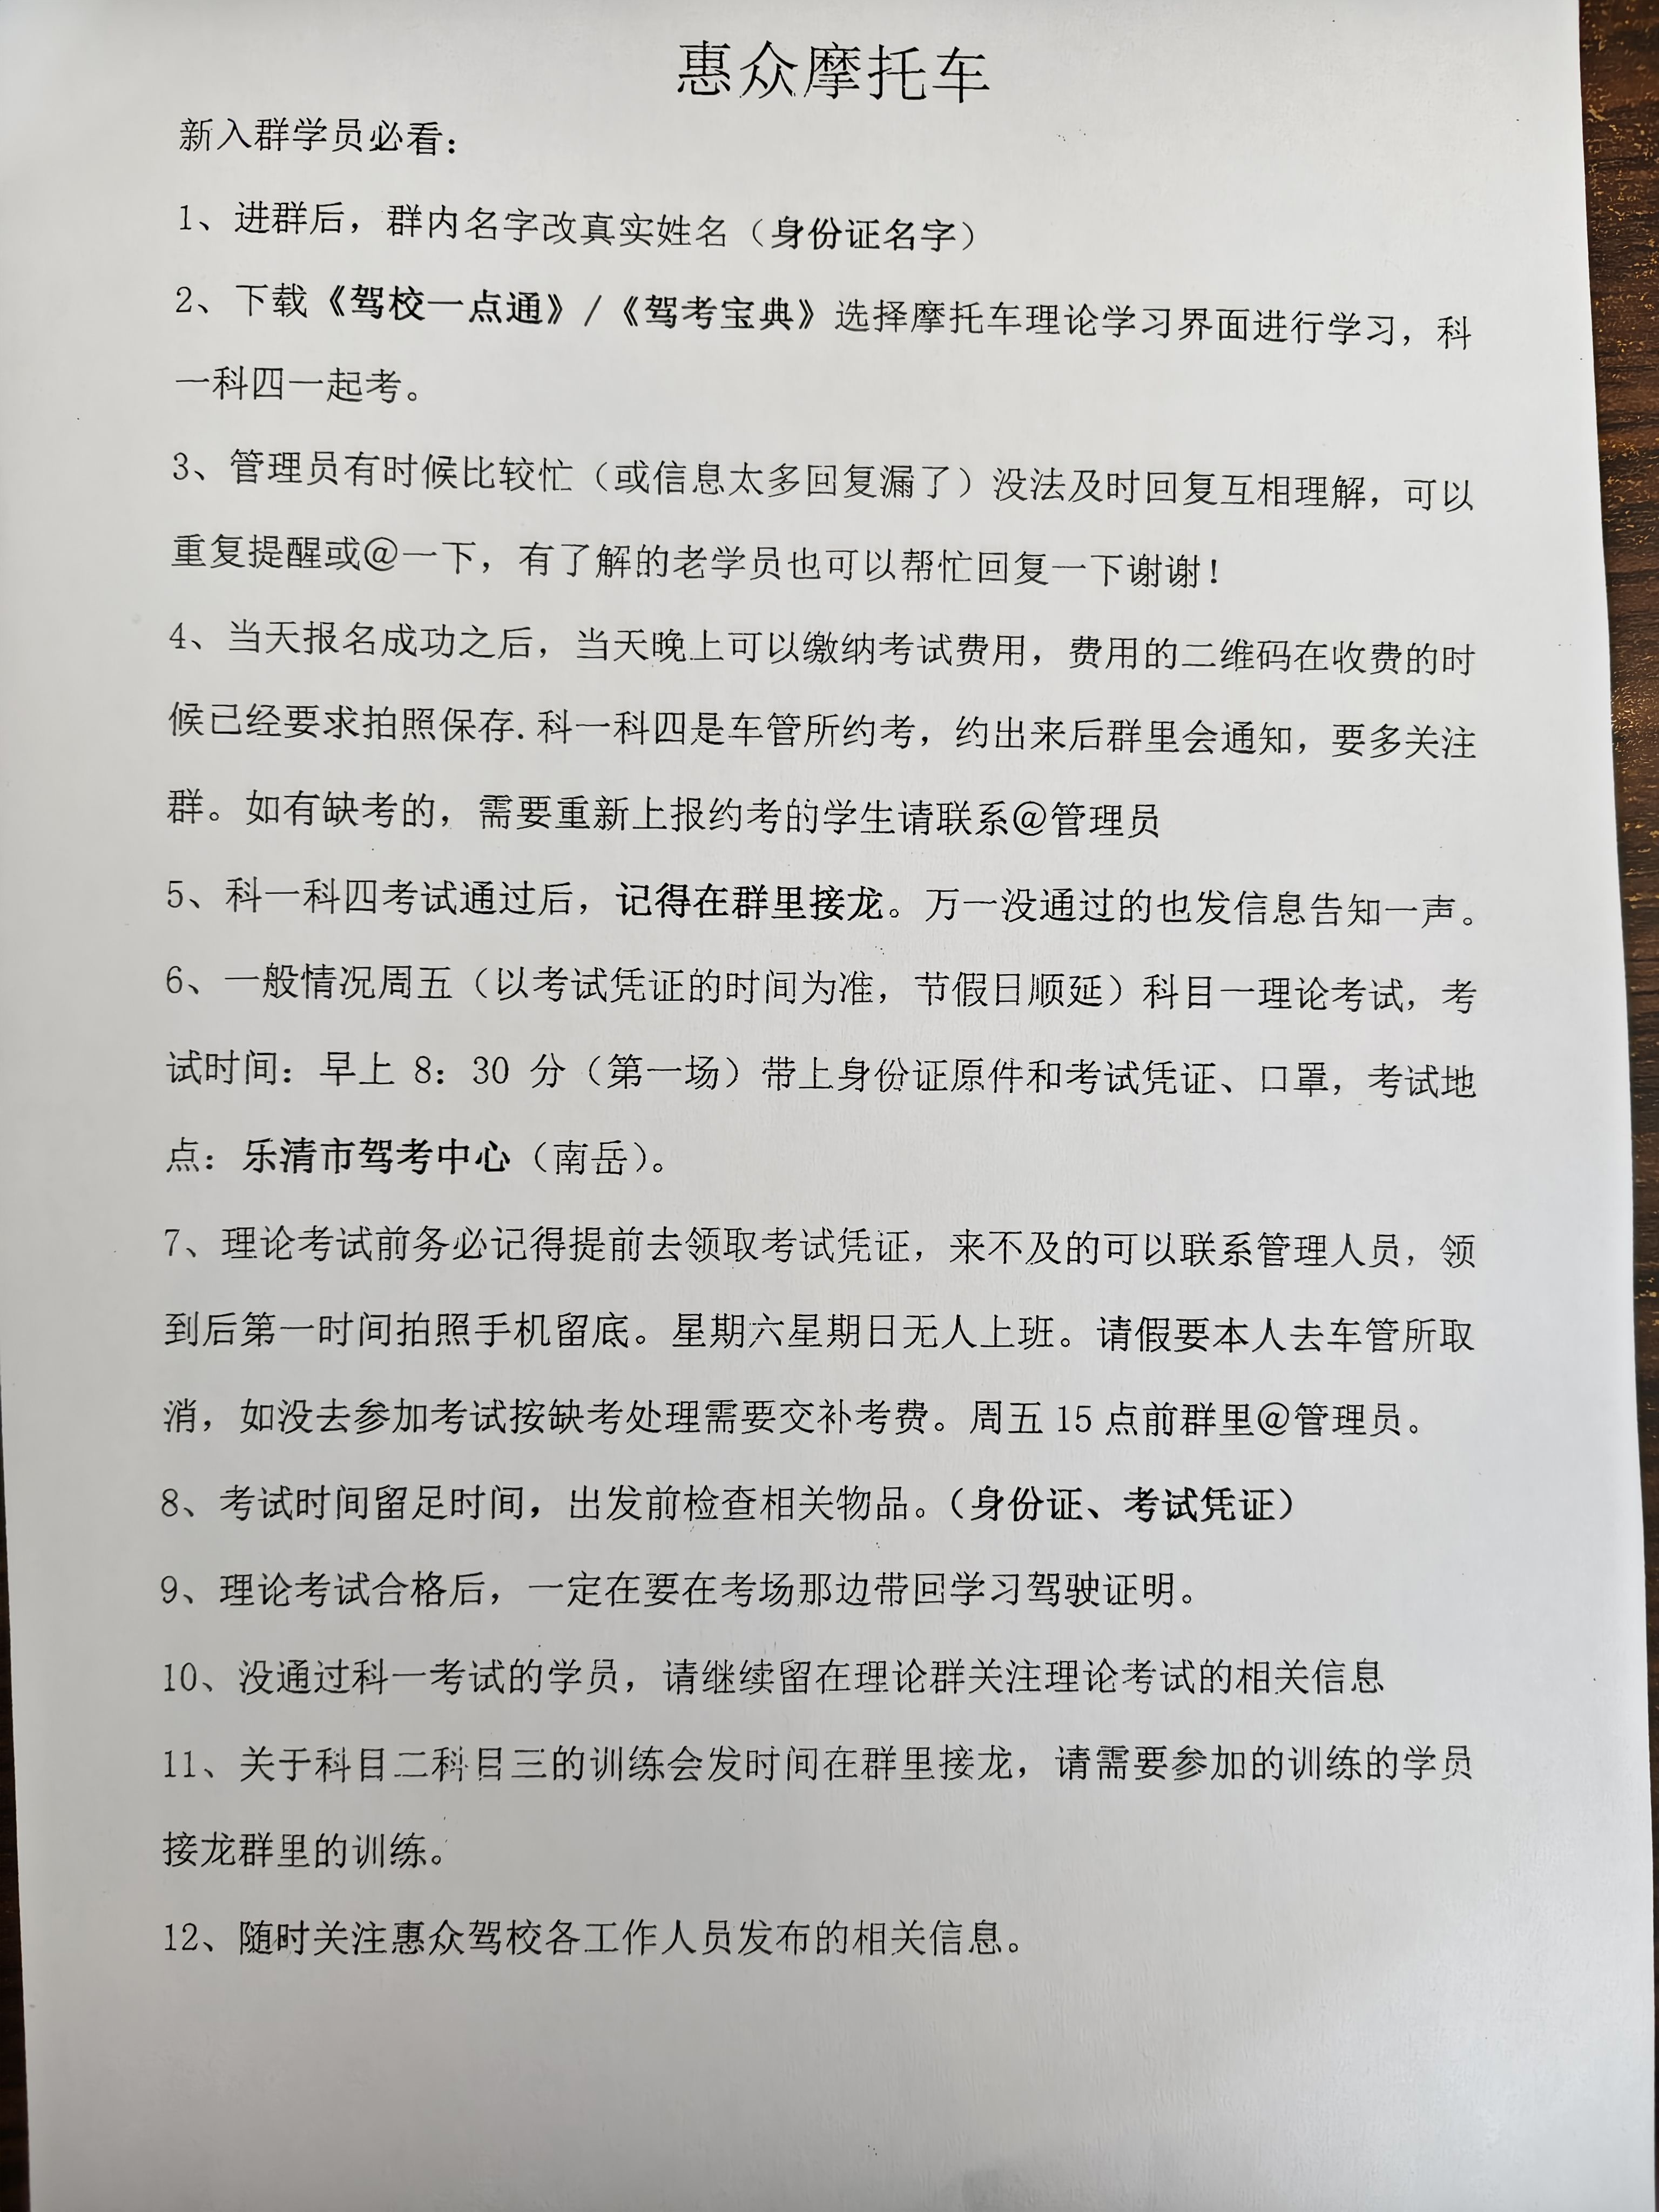 惠众摩托车
新入群学员必看：
1、进群后，群内名字改真实姓名（身份证名字）
2、下载《驾校一点通》/《驾考宝典》选择摩托车理论学习界面进行学习，科
一科四一起考。
3、管理员有时候比较忙（或信息太多回复漏了）没法及时回复互相理解，可以
重复提醒或@一下，有了解的老学员也可以帮忙回复一下谢谢！
4、当天报名成功之后，当天晚上可以缴纳考试费用，费用的二维码在收费的时
候已经要求拍照保存.科一科四是车管所约考，约出来后群里会通知，要多关注
群。如有缺考的，需要重新上报约考的学生请联系@管理员
5、科一科四考试通过后，记得在群里接龙。万一没通过的也发信息告知一声。
6、一般情况周五（以考试凭证的时间为准，节假日顺延）科目一理论考试，考
试时间：早上 8：30 分（第一场）带上身份证原件和考试凭证、口罩，考试地
点：乐清市驾考中心（南岳）。
7、理论考试前务必记得提前去领取考试凭证，来不及的可以联系管理人员，领
到后第一时间拍照手机留底。星期六星期日无人上班。请假要本人去车管所取
消，如没去参加考试按缺考处理需要交补考费。周五 15 点前群里@管理员。
8、考试时间留足时间，出发前检查相关物品。（身份证、考试凭证）
9、理论考试合格后，一定在要在考场那边带回学习驾驶证明。
10、没通过科一考试的学员，请继续留在理论群关注理论考试的相关信息
11、关于科目二科目三的训练会发时间在群里接龙，请需要参加的训练的学员
接龙群里的训练。
12、随时关注惠众驾校各工作人员发布的相关信息。